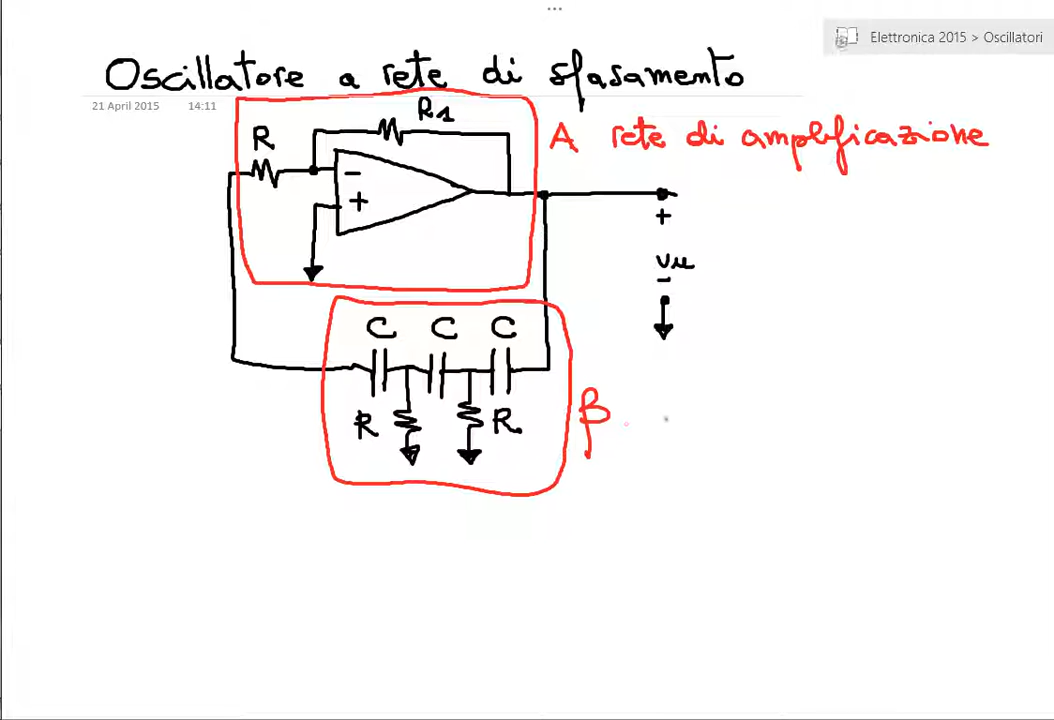 Elettronica 2015 > Oscillatori
Oscillatore a rete di sfasamento
21 April 2015 14:11
R1
R
A rete di amplificazione
-
+
+
vu
-
C C C
R R
β